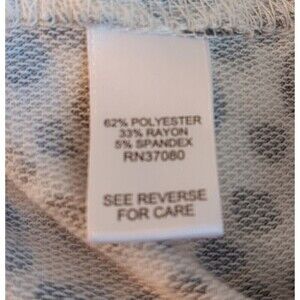 62% POLYESTER
33% RAYON
5% SPANDEX
RN37080
SEE REVERSE
FOR CARE